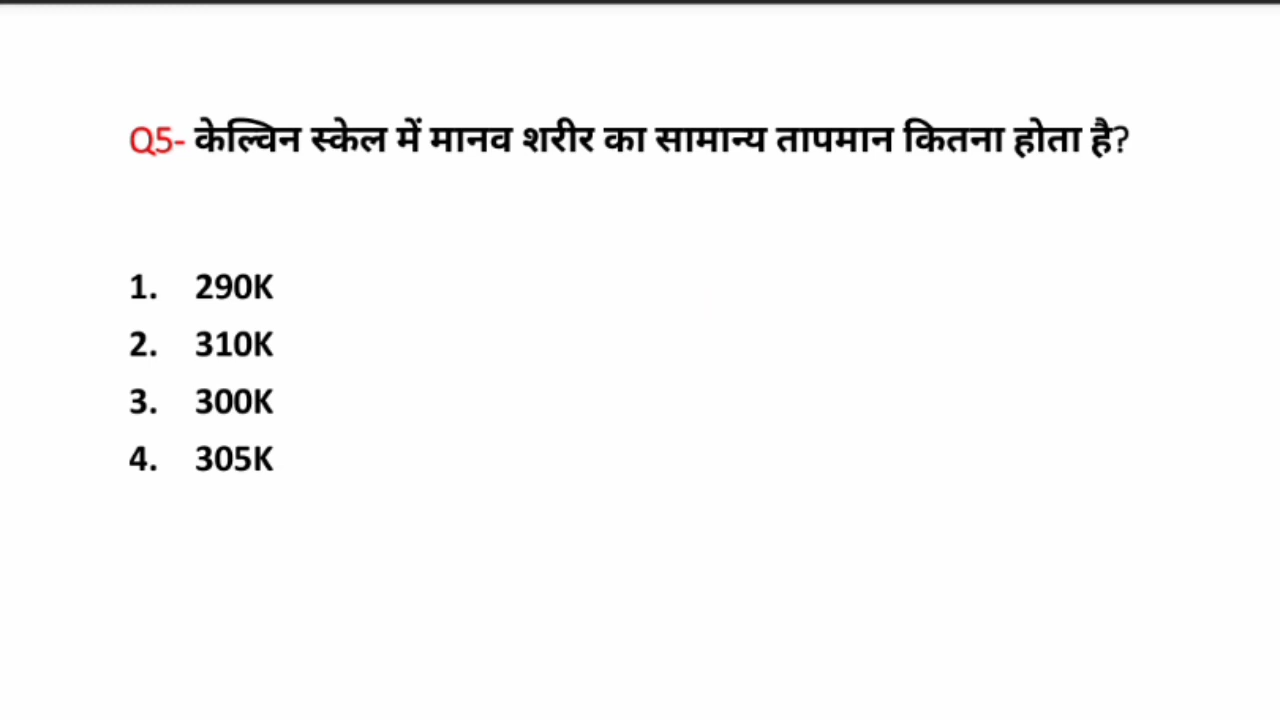 Q5- केल्विन स्केल में मानव शरीर का सामान्य तापमान कितना होता है?
1. 290K
2. 310K
3. 300K
4. 305K